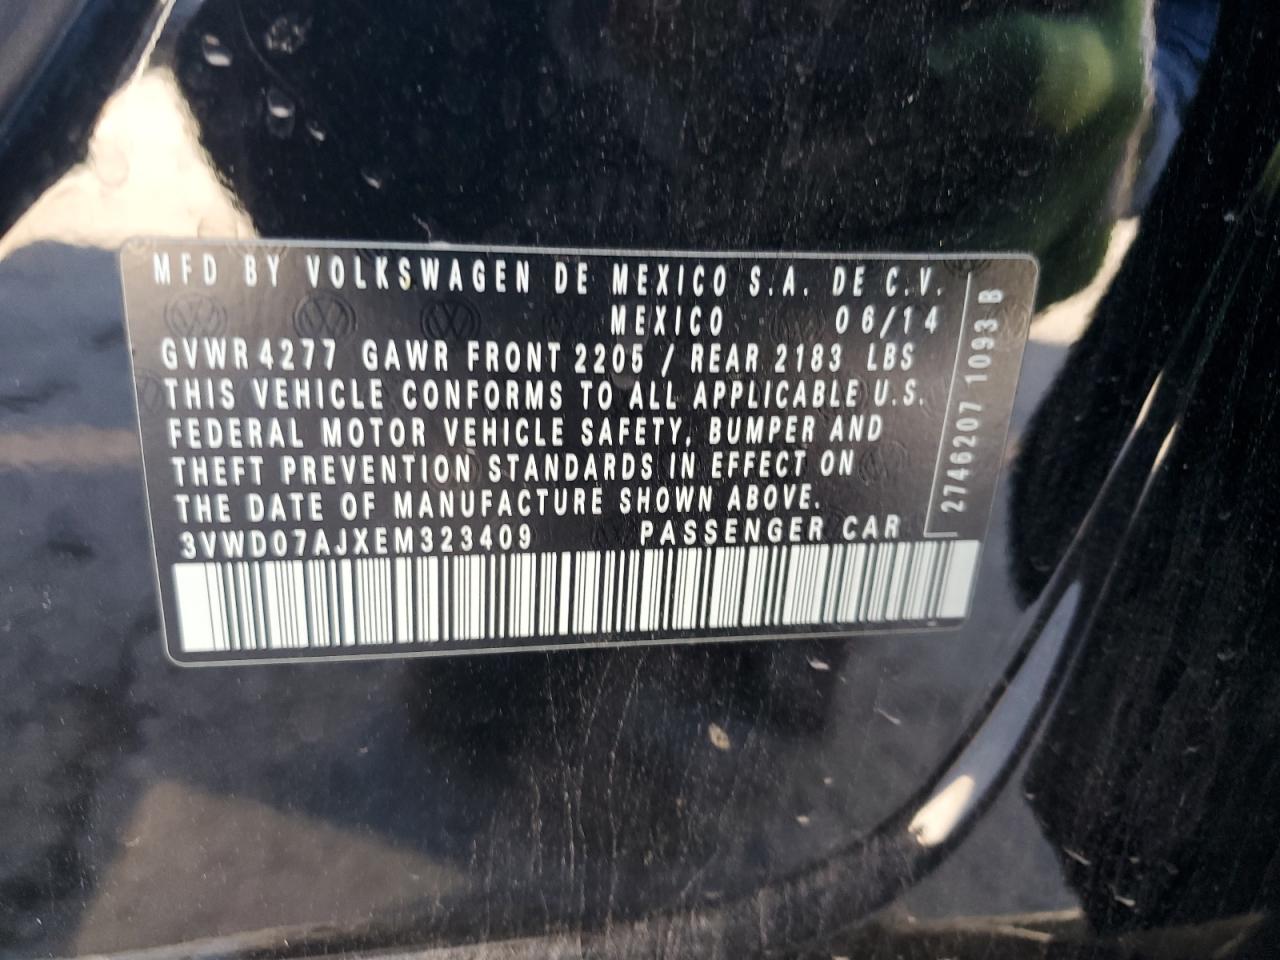 MFD BY VOLKSWAGEN DE MEXICO S.A. DE C.V.
MEXICO 06/14
GVWR 4277 GAWR FRONT 2205 / REAR 2183 LBS
THIS VEHICLE CONFORMS TO ALL APPLICABLE U.S.
FEDERAL MOTOR VEHICLE SAFETY, BUMPER AND
THEFT PREVENTION STANDARDS IN EFFECT ON
THE DATE OF MANUFACTURE SHOWN ABOVE.
3VWD07AJXEM323409 PASSENGER CAR
2746207 1093 B